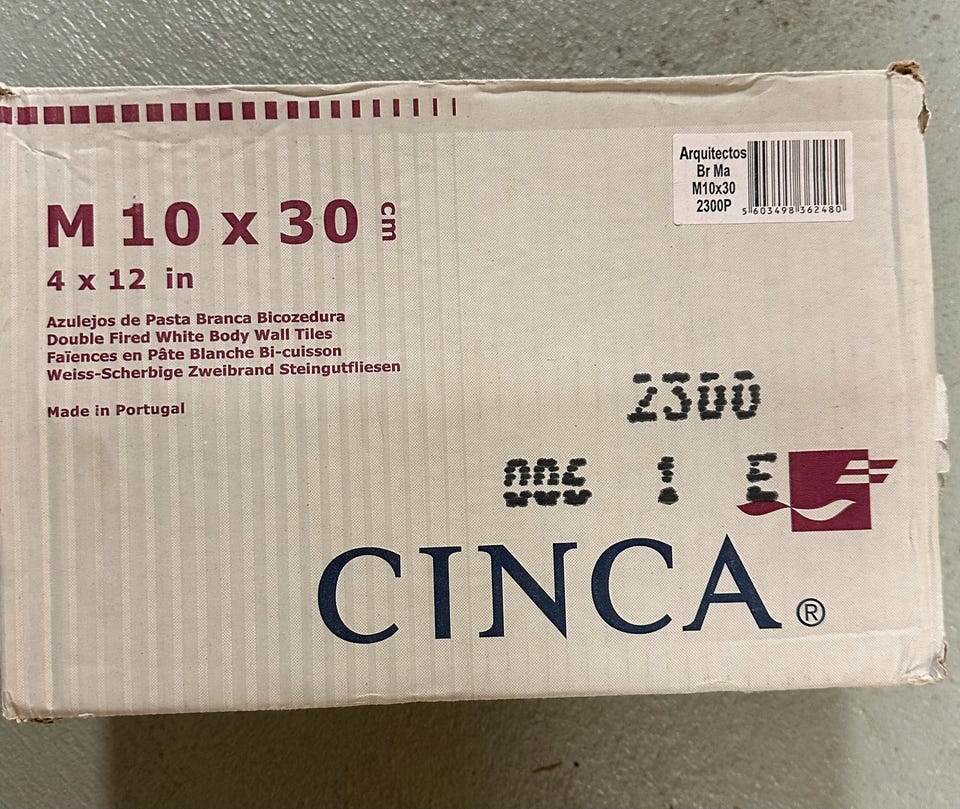 M 10 x 30 cm
4 x 12 in
Azulejos de Pasta Branca Bicozedura
Double Fired White Body Wall Tiles
Faïences en Pâte Blanche Bi-cuisson
Weiss-Scherbige Zweibrand Steingutfliesen
Made in Portugal
Arquitectos
Br Ma
M10x30
2300P
5 603498 362480
2300
1 E
CINCA ®